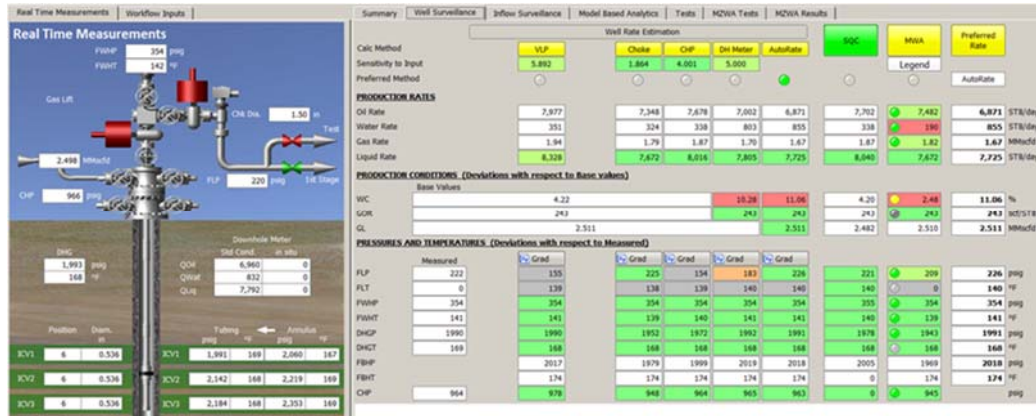 Real Time Measurements Workflow Inputs
Real Time Measurements
FWHP 354 psig
FWHT 142 °F
Gas Lift
Chk Dia. 1.50 in
Test
2.498 MMscfd
FLP 220 psig
1st Stage
CHP 966 psig
DHG
1,993 psig
168 °F
Downhole Meter
Std Cond. in situ
QOil 6,960 0
QWat 832 0
QLiq 7,792 0
Position Diam. Tubing Annulus
in psig °F psig °F
ICV1 6 0.536 ICV1 1,991 169 2,060 167
ICV2 6 0.536 ICV2 2,142 168 2,219 169
ICV3 6 0.536 ICV3 2,184 168 2,353 169
Summary Well Surveillance Inflow Surveillance Model Based Analytics Tests MZWA Tests MZWA Results
Well Rate Estimation
Calc Method VLP Choke CHP DH Meter AutoRate SQC MWA Preferred Rate
Sensitivity to Input 5.892 1.864 4.001 5.000 Legend
Preferred Method AutoRate
PRODUCTION RATES
Oil Rate 7,977 7,348 7,678 7,002 6,871 7,702 7,482 6,871 STB/day
Water Rate 351 324 338 803 855 338 190 855 STB/day
Gas Rate 1.94 1.79 1.87 1.70 1.67 1.87 1.82 1.67 MMscfd
Liquid Rate 8,328 7,672 8,016 7,805 7,725 8,040 7,672 7,725 STB/day
PRODUCTION CONDITIONS (Deviations with respect to Base values)
Base Values
WC 4.22 10.28 11.06 4.20 2.48 11.06 %
GOR 243 243 243 243 243 243 scf/STB
GL 2.511 2.511 2.482 2.510 2.511 MMscfd
PRESSURES AND TEMPERATURES (Deviations with respect to Measured)
Measured Grad Grad Grad Grad Grad
FLP 222 155 225 154 183 226 221 209 226 psig
FLT 0 139 138 139 140 140 140 0 140 °F
FWHP 354 354 354 354 354 354 355 354 354 psig
FWHT 141 141 139 140 141 141 140 139 141 °F
DHGP 1990 1990 1952 1972 1992 1991 1978 1943 1991 psig
DHGT 169 168 168 168 168 168 168 168 168 °F
FBHP 2017 1979 1999 2019 2018 2005 1969 2018 psig
FBHT 174 174 174 174 174 0 174 174 °F
CHP 964 978 948 964 965 963 0 945 psig